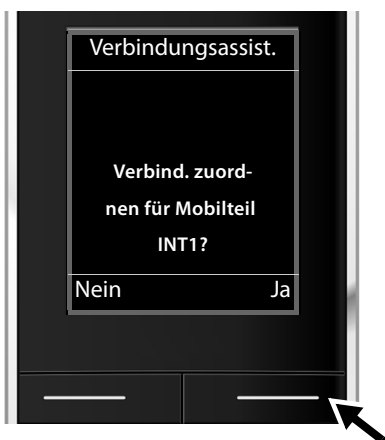 Verbindungsassist.
Verbind. zuord-
nen für Mobilteil
INT1?
Nein Ja